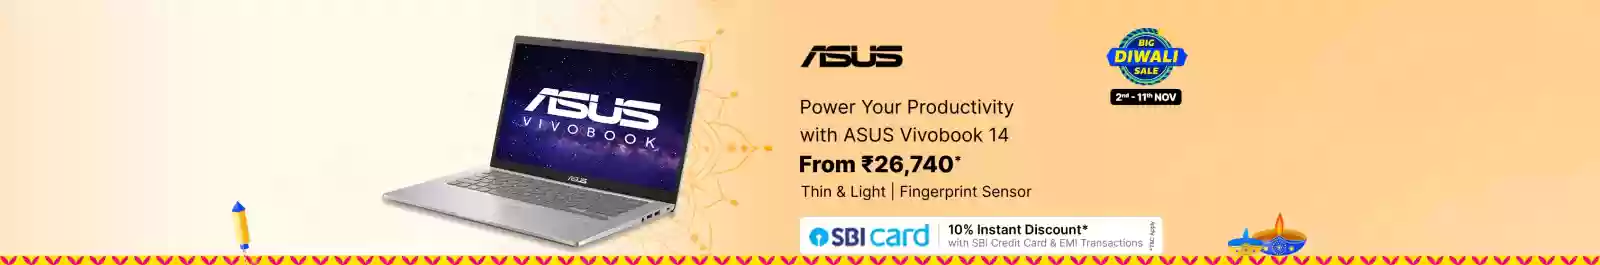 ASUS
VIVOBOOK
ASUS
ASUS
Power Your Productivity
with ASUS Vivobook 14
From ₹26,740*
Thin & Light | Fingerprint Sensor
SBI card
10% Instant Discount*
with SBI Credit Card & EMI Transactions
*T&C Apply
BIG
DIWALI
SALE
2nd - 11th NOV